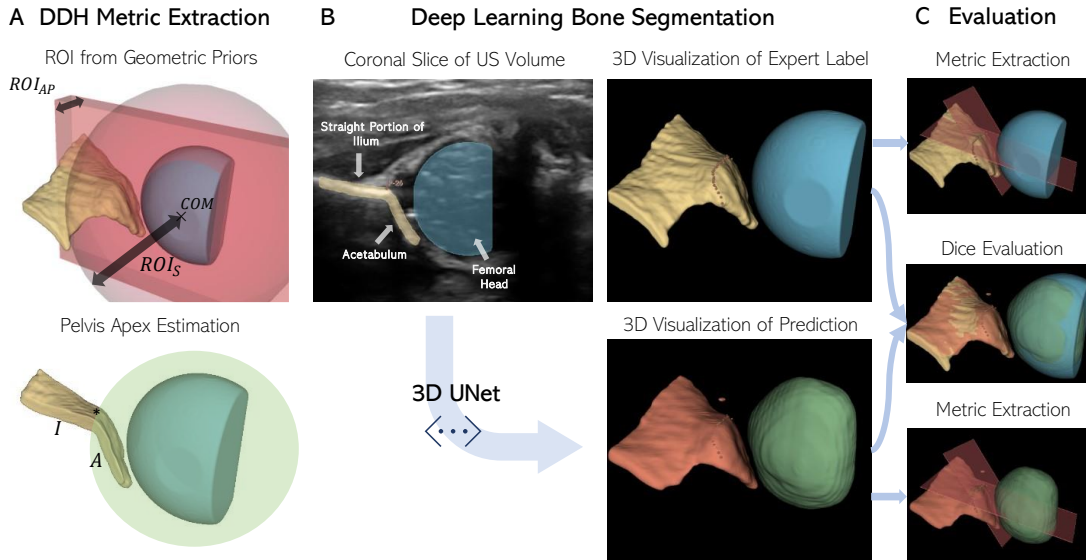 A DDH Metric Extraction
ROI from Geometric Priors
ROI_AP
COM
ROI_S
Pelvis Apex Estimation
*
I
A
B Deep Learning Bone Segmentation
Coronal Slice of US Volume
Straight Portion of
Ilium
Acetabulum
Femoral
Head
3D UNet
3D Visualization of Expert Label
3D Visualization of Prediction
C Evaluation
Metric Extraction
Dice Evaluation
Metric Extraction